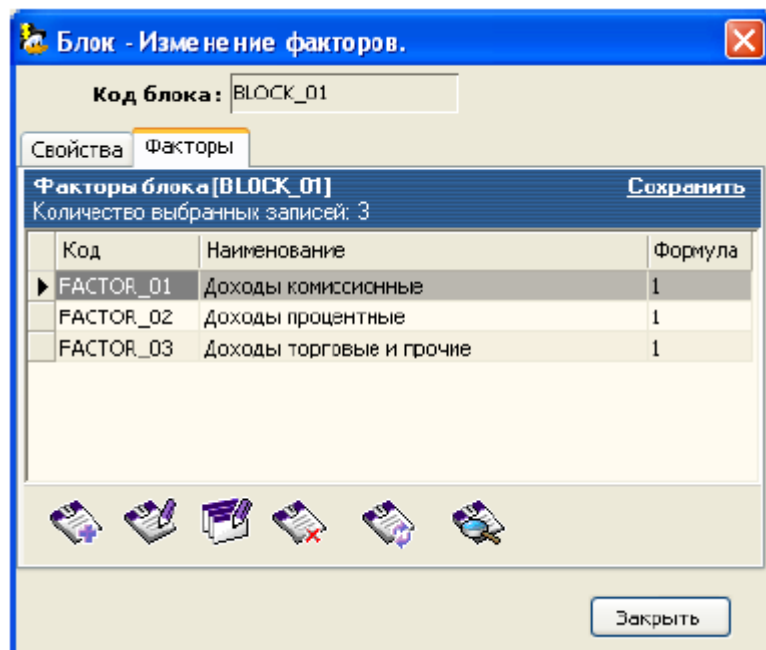 Блок - Изменение факторов.
Код блока: BLOCK_01
Свойства Факторы
Факторы блока[BLOCK_01] Сохранить
Количество выбранных записей: 3
Код Наименование Формула
FACTOR_01 Доходы комиссионные 1
FACTOR_02 Доходы процентные 1
FACTOR_03 Доходы торговые и прочие 1
Закрыть